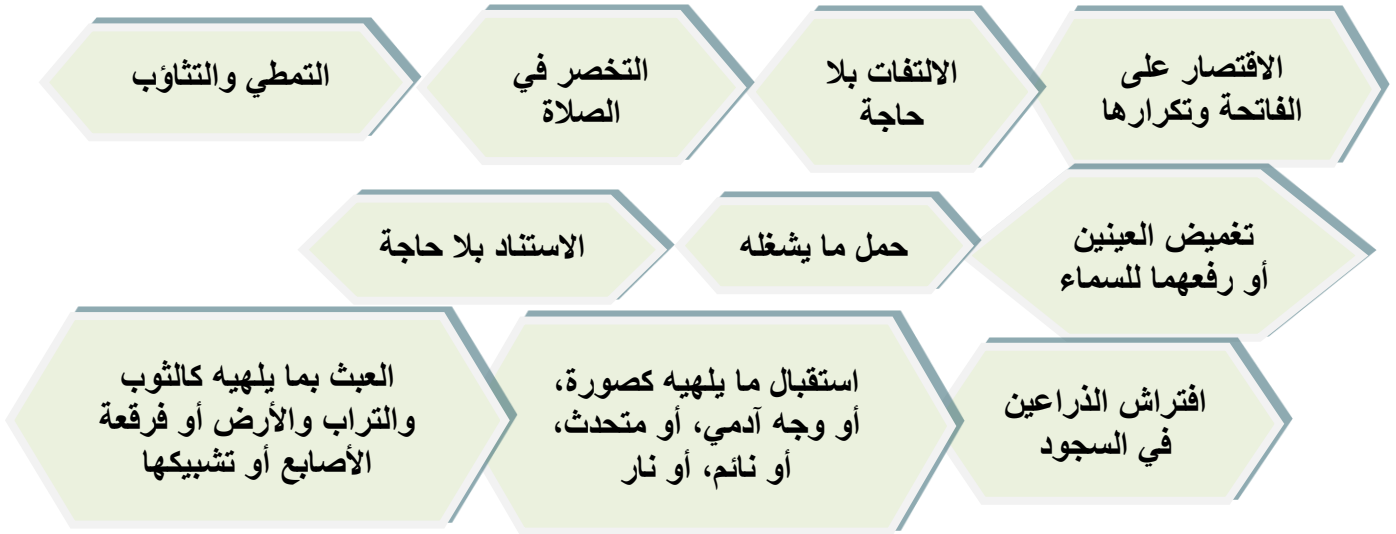 الاقتصار على
الفاتحة وتكرارها
الالتفات بلا
حاجة
التخصر في
الصلاة
التمطي والتثاؤب
تغميض العينين
أو رفعهما للسماء
حمل ما يشغله
الاستناد بلا حاجة
افتراش الذراعين
في السجود
استقبال ما يلهيه كصورة،
أو وجه آدمي، أو متحدث،
أو نائم، أو نار
العبث بما يلهيه كالثوب
والتراب والأرض أو فرقعة
الأصابع أو تشبيكها